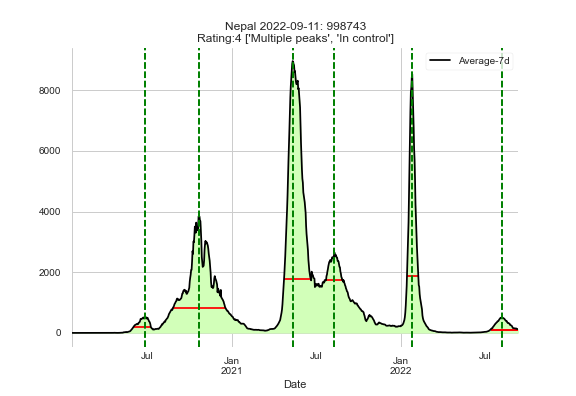 Nepal 2022-09-11: 998743
Rating:4 ['Multiple peaks', 'In control']
Average-7d
8000
6000
4000
2000
0
Jul
Jan
2021
Jul
Jan
2022
Jul
Date